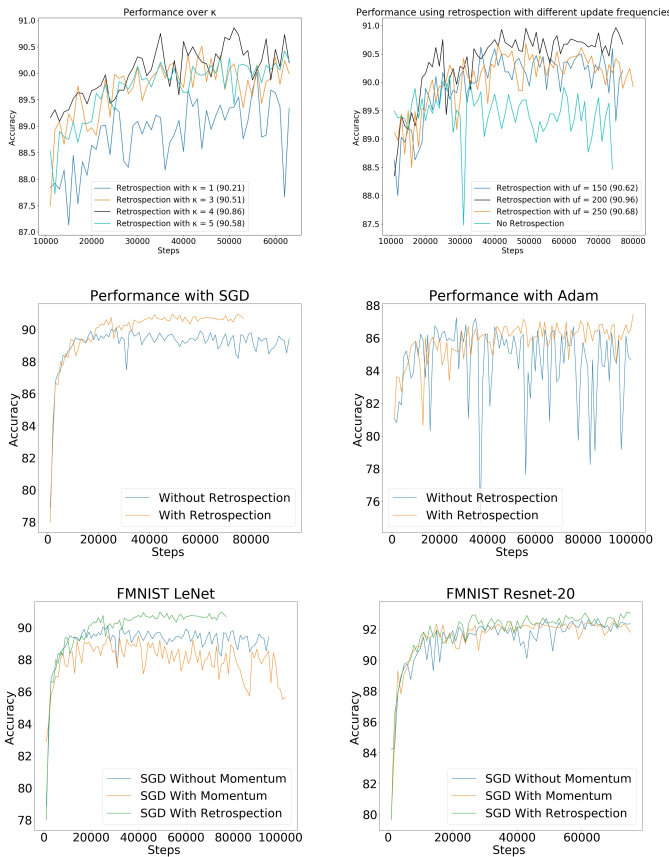 Performance over κ
91.0
90.5
90.0
89.5
89.0
88.5
88.0
87.5
87.0
Accuracy
Retrospection with κ = 1 (90.21)
Retrospection with κ = 3 (90.51)
Retrospection with κ = 4 (90.86)
Retrospection with κ = 5 (90.58)
10000 20000 30000 40000 50000 60000
Steps
Performance using retrospection with different update frequencies
91.0
90.5
90.0
89.5
89.0
88.5
88.0
87.5
Accuracy
Retrospection with uf = 150 (90.62)
Retrospection with uf = 200 (90.96)
Retrospection with uf = 250 (90.68)
No Retrospection
10000 20000 30000 40000 50000 60000 70000 80000
Steps
Performance with SGD
90
88
86
84
82
80
78
Accuracy
Without Retrospection
With Retrospection
0 20000 40000 60000 80000
Steps
Performance with Adam
88
86
84
82
80
78
76
Accuracy
Without Retrospection
With Retrospection
0 20000 40000 60000 80000 100000
Steps
FMNIST LeNet
90
88
86
84
82
80
78
Accuracy
SGD Without Momentum
SGD With Momentum
SGD With Retrospection
0 20000 40000 60000 80000 100000
Steps
FMNIST Resnet-20
92
90
88
86
84
82
80
Accuracy
SGD Without Momentum
SGD With Momentum
SGD With Retrospection
0 20000 40000 60000
Steps